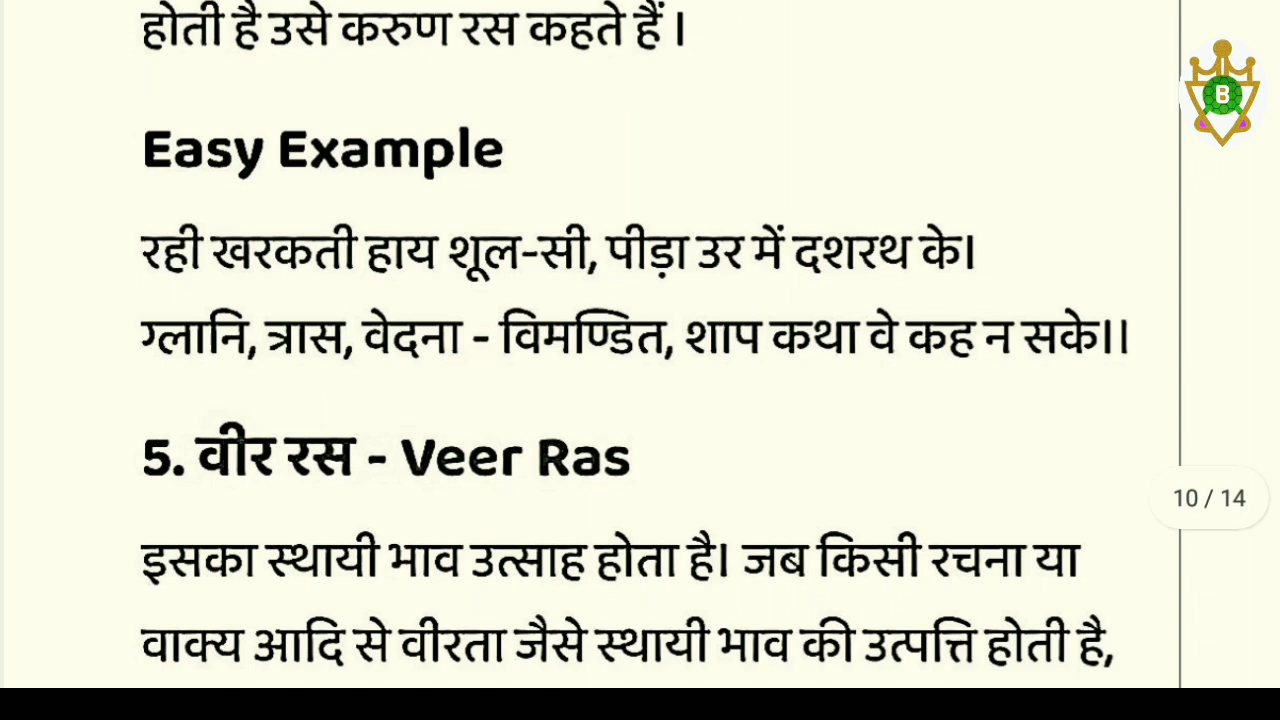 होती है उसे करुण रस कहते हैं ।
B
Easy Example
रही खरकती हाय शूल-सी, पीड़ा उर में दशरथ के।
ग्लानि, त्रास, वेदना - विमण्डित, शाप कथा वे कह न सके।।
5. वीर रस - Veer Ras
10 / 14
इसका स्थायी भाव उत्साह होता है। जब किसी रचना या
वाक्य आदि से वीरता जैसे स्थायी भाव की उत्पत्ति होती है,